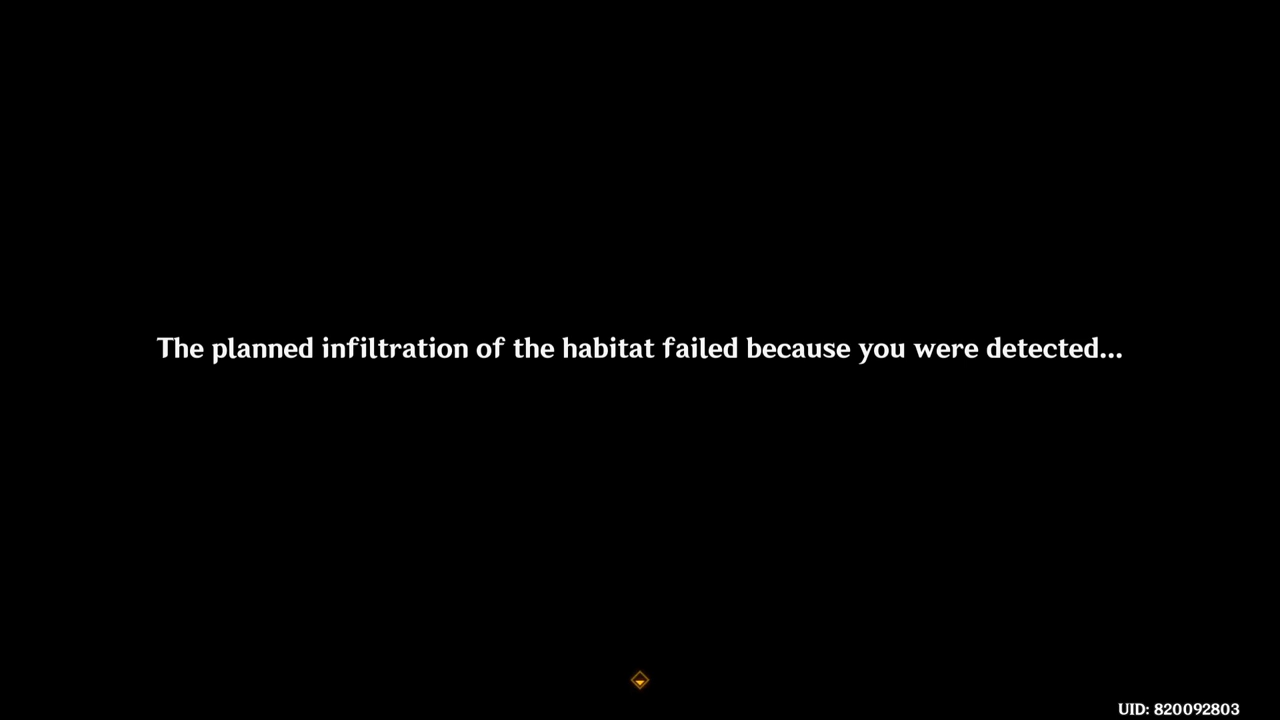 The planned infiltration of the habitat failed because you were detected...
UID: 820092803